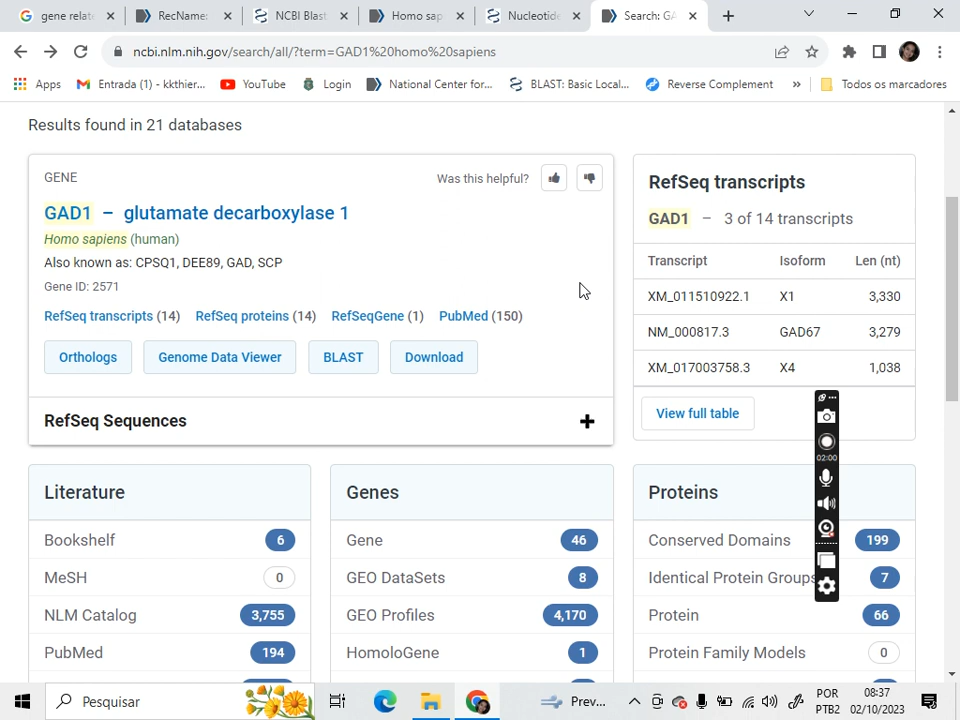 gene relate
RecName:
NCBI Blast
Homo sap
Nucleotide
Search: GA
ncbi.nlm.nih.gov/search/all/?term=GAD1%20homo%20sapiens
Apps
Entrada (1) - kkthier...
YouTube
Login
National Center for...
BLAST: Basic Local...
Reverse Complement
»
Todos os marcadores
Results found in 21 databases
GENE
Was this helpful?
GAD1 – glutamate decarboxylase 1
Homo sapiens (human)
Also known as: CPSQ1, DEE89, GAD, SCP
Gene ID: 2571
RefSeq transcripts (14) RefSeq proteins (14) RefSeqGene (1) PubMed (150)
Orthologs
Genome Data Viewer
BLAST
Download
RefSeq Sequences
RefSeq transcripts
GAD1 – 3 of 14 transcripts
Transcript Isoform Len (nt)
XM_011510922.1 X1 3,330
NM_000817.3 GAD67 3,279
XM_017003758.3 X4 1,038
View full table
02:00
Literature
Bookshelf 6
MeSH 0
NLM Catalog 3,755
PubMed 194
Genes
Gene 46
GEO DataSets 8
GEO Profiles 4,170
HomoloGene 1
Proteins
Conserved Domains 199
Identical Protein Groups 7
Protein 66
Protein Family Models 0
Pesquisar
Prev...
POR
PTB2
08:37
02/10/2023